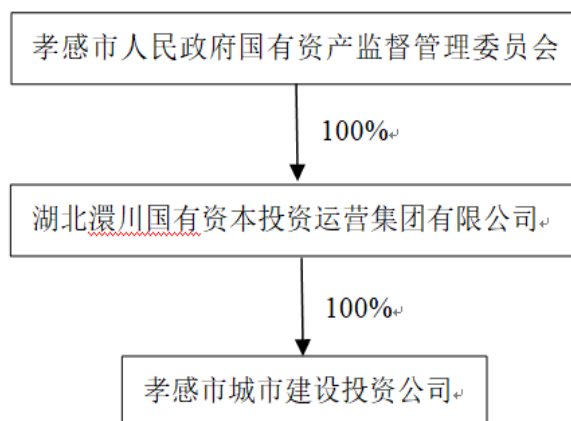 孝感市人民政府国有资产监督管理委员会
100%
湖北澴川国有资本投资运营集团有限公司
100%
孝感市城市建设投资公司